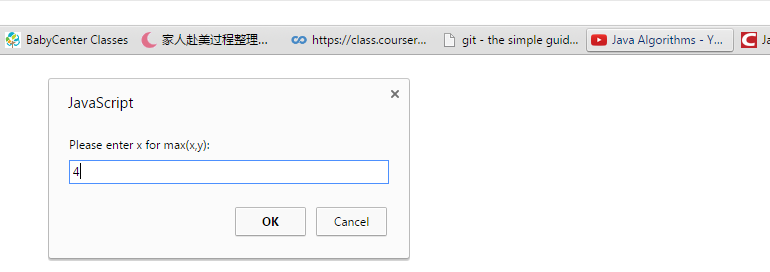 BabyCenter Classes 家人赴美过程整理... https://class.courser... git - the simple guid... Java Algorithms - Y... Ja
JavaScript
Please enter x for max(x,y):
4
OK Cancel